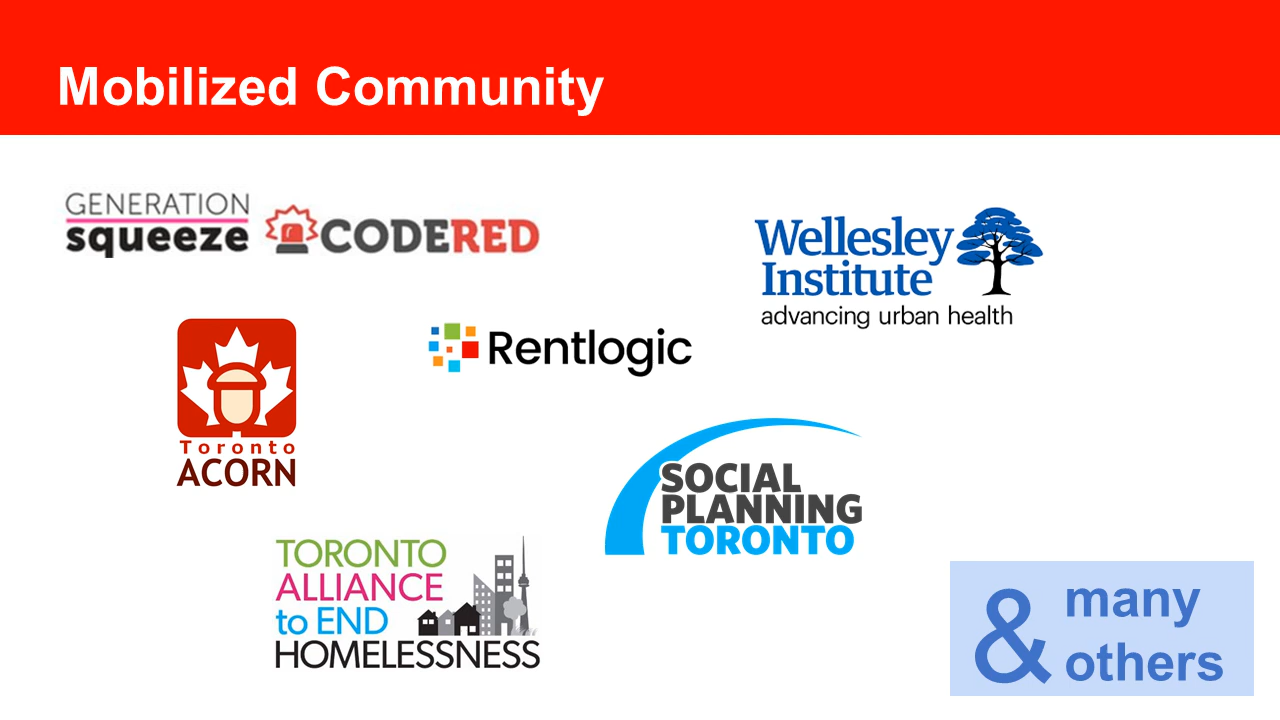 Mobilized Community
GENERATION
squeeze
CODERED
Wellesley
Institute
advancing urban health
Rentlogic
Toronto
ACORN
SOCIAL
PLANNING
TORONTO
TORONTO
ALLIANCE
to END
HOMELESSNESS
& many
others